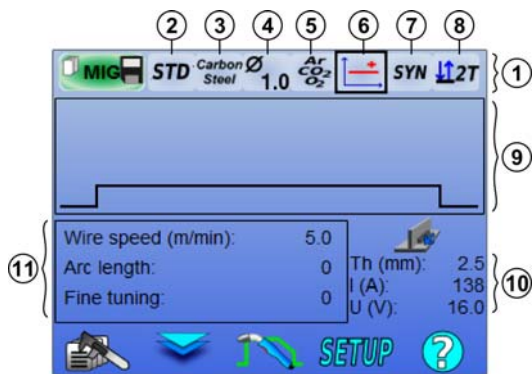 2 3 4 5 6 7 8
MIG STD Carbon Steel Ø 1.0 Ar CO2 O2 + SYN 2T 1
9
Wire speed (m/min): 5.0
Arc length: 0 Th (mm): 2.5
11 I (A): 138 10
Fine tuning: 0 U (V): 16.0
SETUP ?